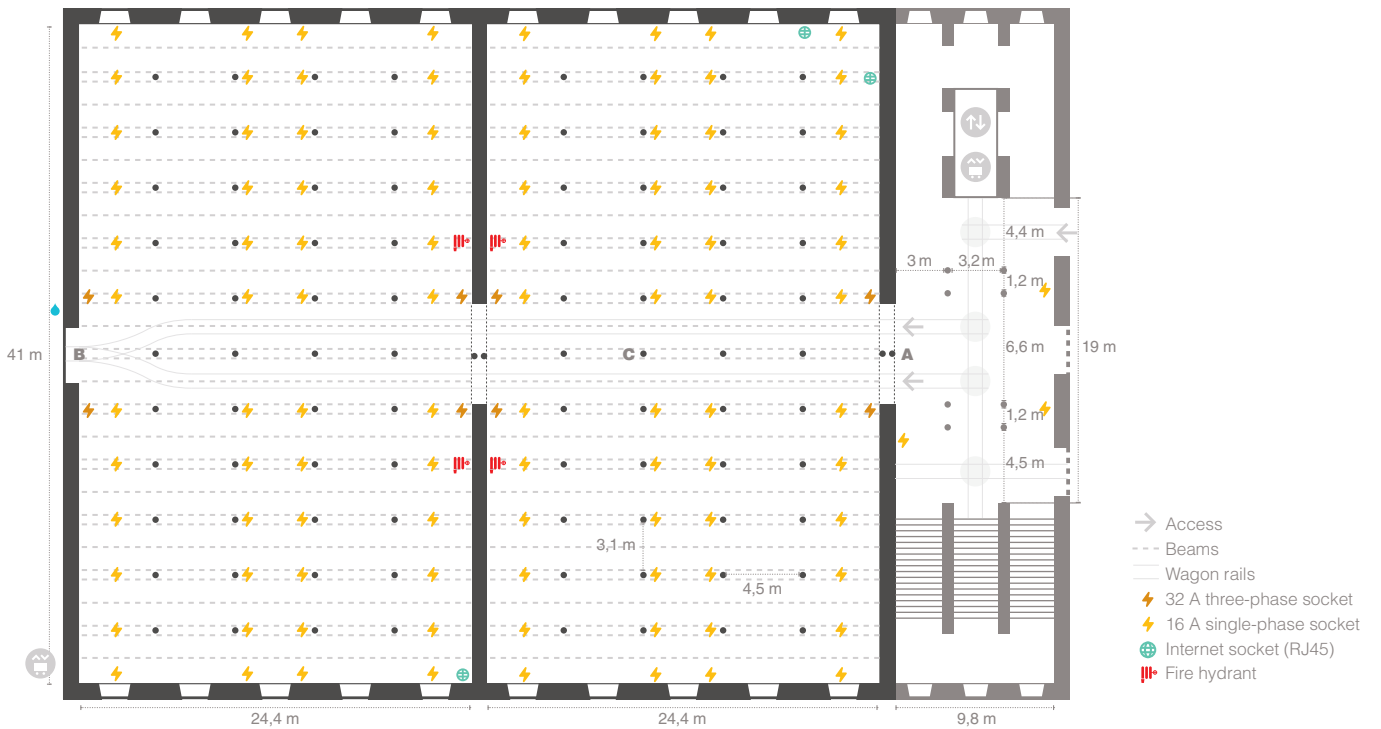 4,4 m
3 m
3,2 m
1,2 m
41 m
B
C
A
6,6 m
19 m
1,2 m
4,5 m
3,1 m
4,5 m
Access
Beams
Wagon rails
32 A three-phase socket
16 A single-phase socket
Internet socket (RJ45)
Fire hydrant
24,4 m
24,4 m
9,8 m